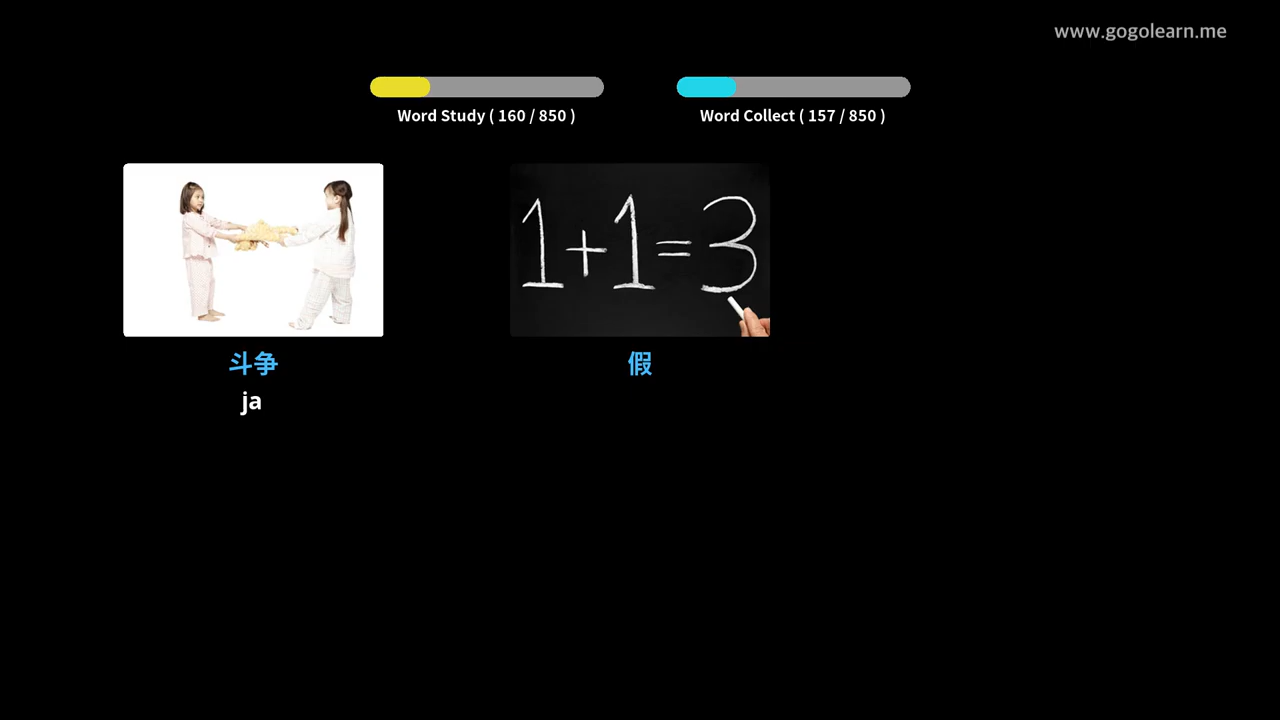 www.gogolearn.me
Word Study ( 160 / 850 )
Word Collect ( 157 / 850 )
1+1=3
斗争
假
ja